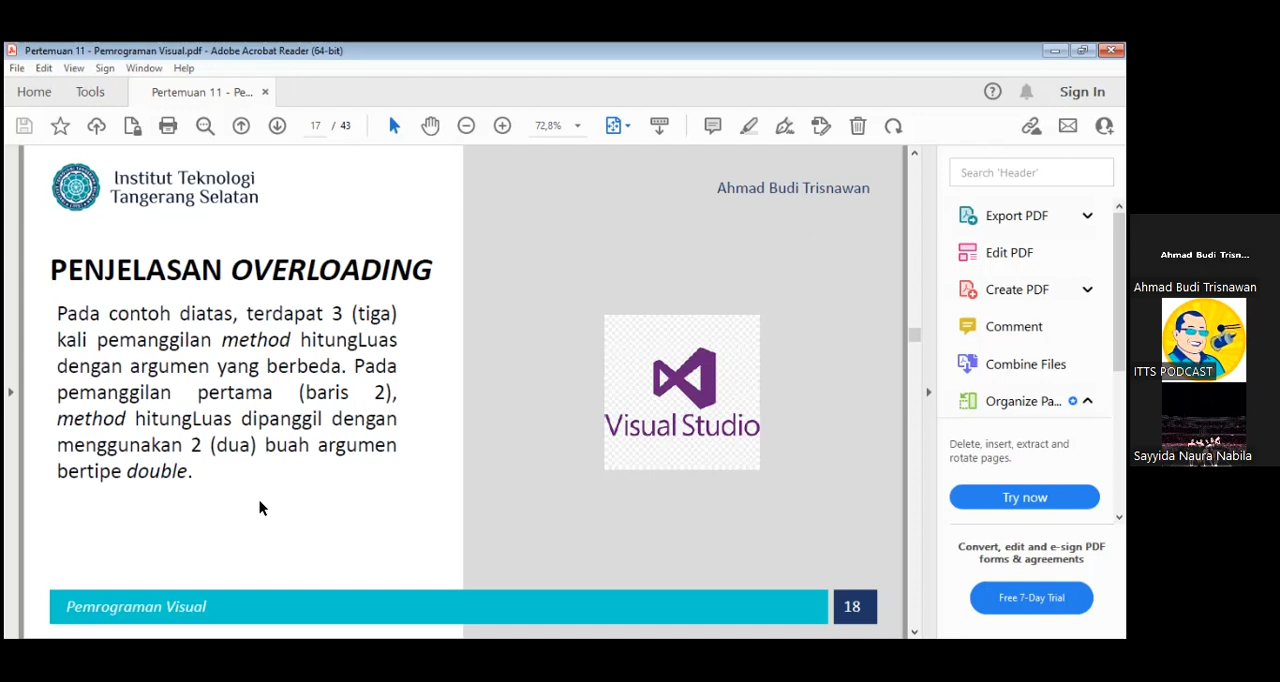 Pertemuan 11 - Pemrograman Visual.pdf - Adobe Acrobat Reader (64-bit)
File Edit View Sign Window Help
Home Tools Pertemuan 11 - Pe... × Sign In
17 / 43 72,8%
Institut Teknologi
Tangerang Selatan
Ahmad Budi Trisnawan
PENJELASAN OVERLOADING
Pada contoh diatas, terdapat 3 (tiga)
kali pemanggilan method hitungLuas
dengan argumen yang berbeda. Pada
pemanggilan pertama (baris 2),
method hitungLuas dipanggil dengan
menggunakan 2 (dua) buah argumen
bertipe double.
Visual Studio
Pemrograman Visual 18
Search 'Header'
Export PDF
Edit PDF
Create PDF
Comment
Combine Files
Organize Pa...
Delete, insert, extract and
rotate pages.
Try now
Convert, edit and e-sign PDF
forms & agreements
Free 7-Day Trial
Ahmad Budi Trisn...
Ahmad Budi Trisnawan
ITTS PODCAST
Sayyida Naura Nabila